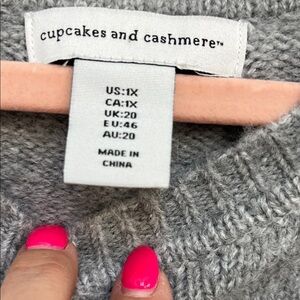 cupcakes and cashmere™
US:1X
CA:1X
UK:20
EU:46
AU:20
MADE IN
CHINA